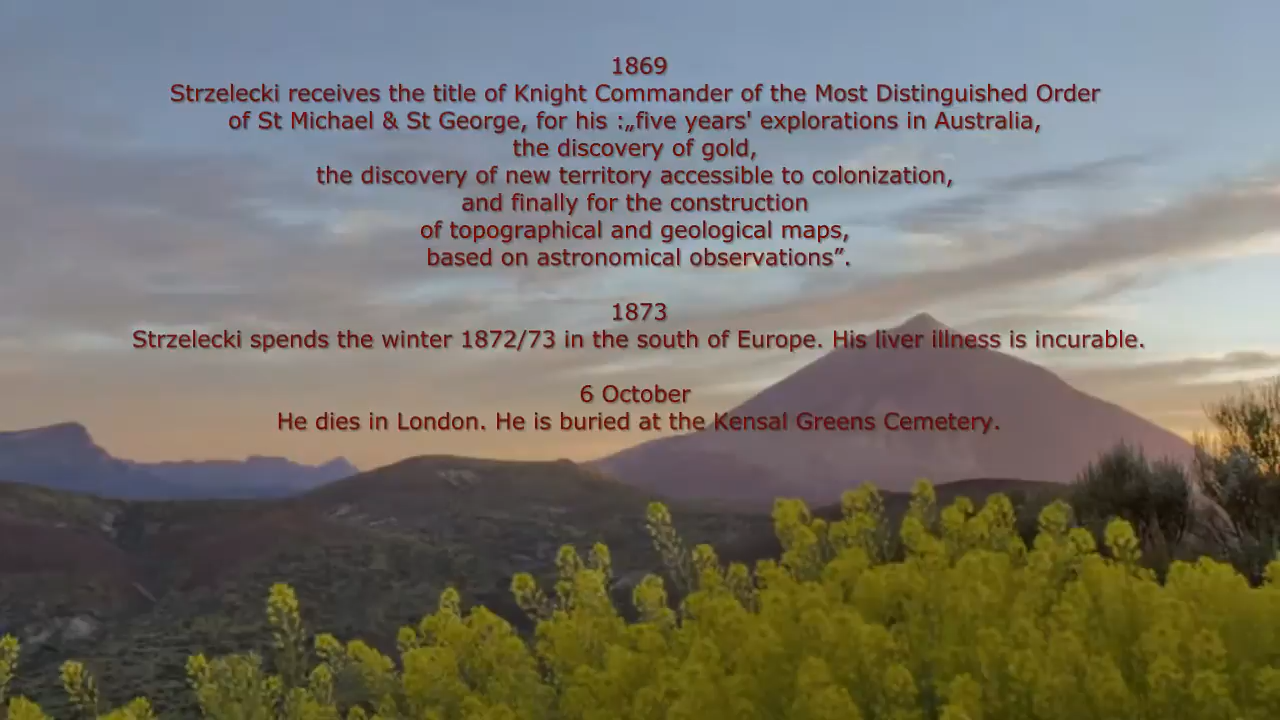 1869
Strzelecki receives the title of Knight Commander of the Most Distinguished Order
of St Michael & St George, for his :„five years' explorations in Australia,
the discovery of gold,
the discovery of new territory accessible to colonization,
and finally for the construction
of topographical and geological maps,
based on astronomical observations”.
1873
Strzelecki spends the winter 1872/73 in the south of Europe. His liver illness is incurable.
6 October
He dies in London. He is buried at the Kensal Greens Cemetery.